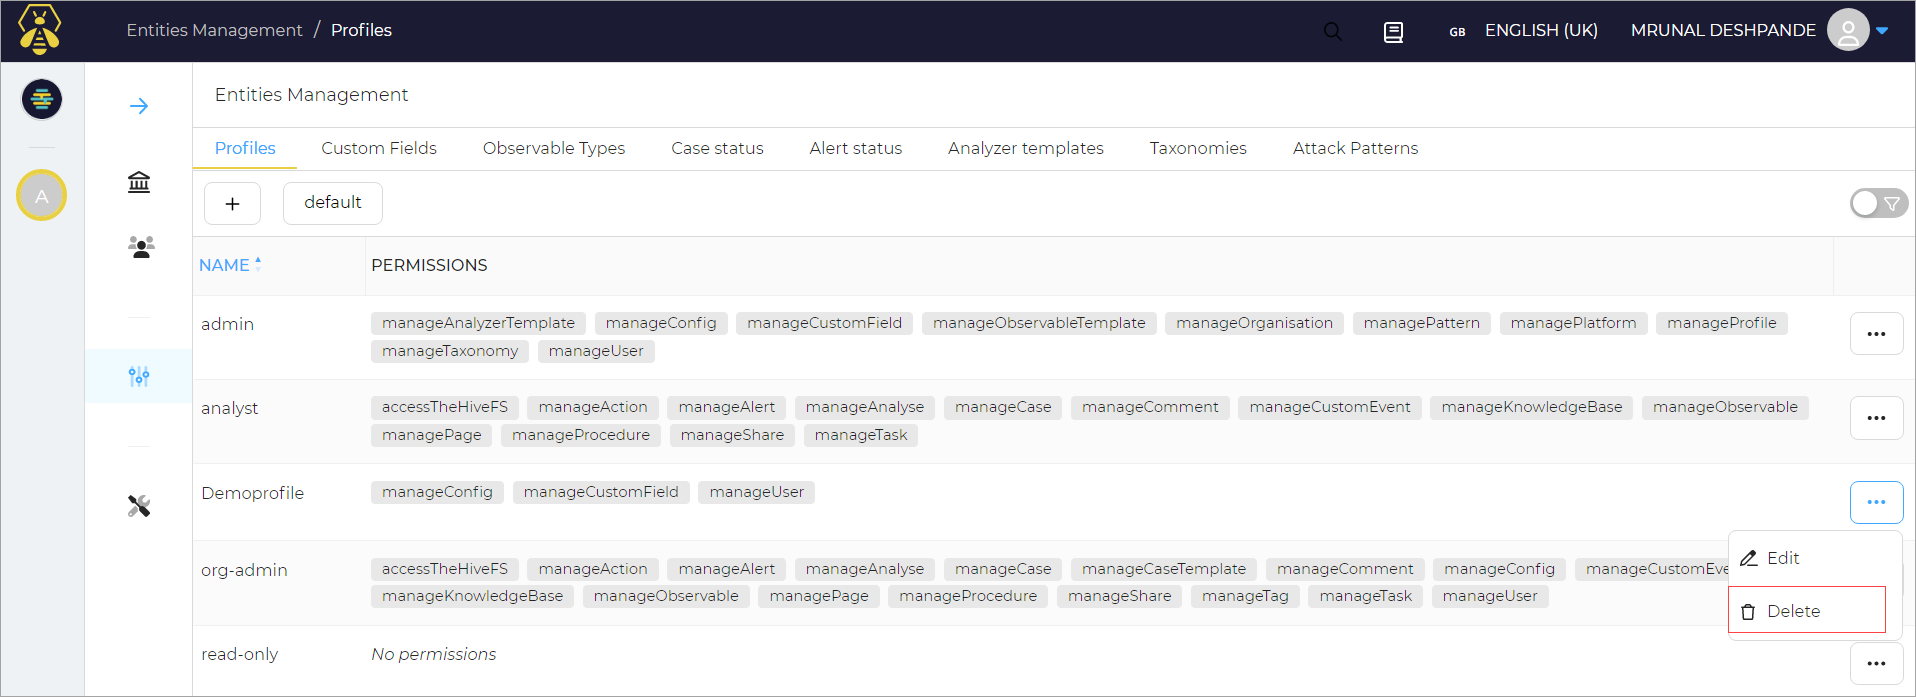 Entities Management / Profiles
GB ENGLISH (UK) MRUNAL DESHPANDE
A
Entities Management
Profiles Custom Fields Observable Types Case status Alert status Analyzer templates Taxonomies Attack Patterns
+ default
NAME PERMISSIONS
admin manageAnalyzerTemplate manageConfig manageCustomField manageObservableTemplate manageOrganisation managePattern managePlatform manageProfile
manageTaxonomy manageUser
analyst accessTheHiveFS manageAction manageAlert manageAnalyse manageCase manageComment manageCustomEvent manageKnowledgeBase manageObservable
managePage manageProcedure manageShare manageTask
Demoprofile manageConfig manageCustomField manageUser
Edit
org-admin accessTheHiveFS manageAction manageAlert manageAnalyse manageCase manageCaseTemplate manageComment manageConfig manageCustomEve
manageKnowledgeBase manageObservable managePage manageProcedure manageShare manageTag manageTask manageUser
Delete
read-only No permissions